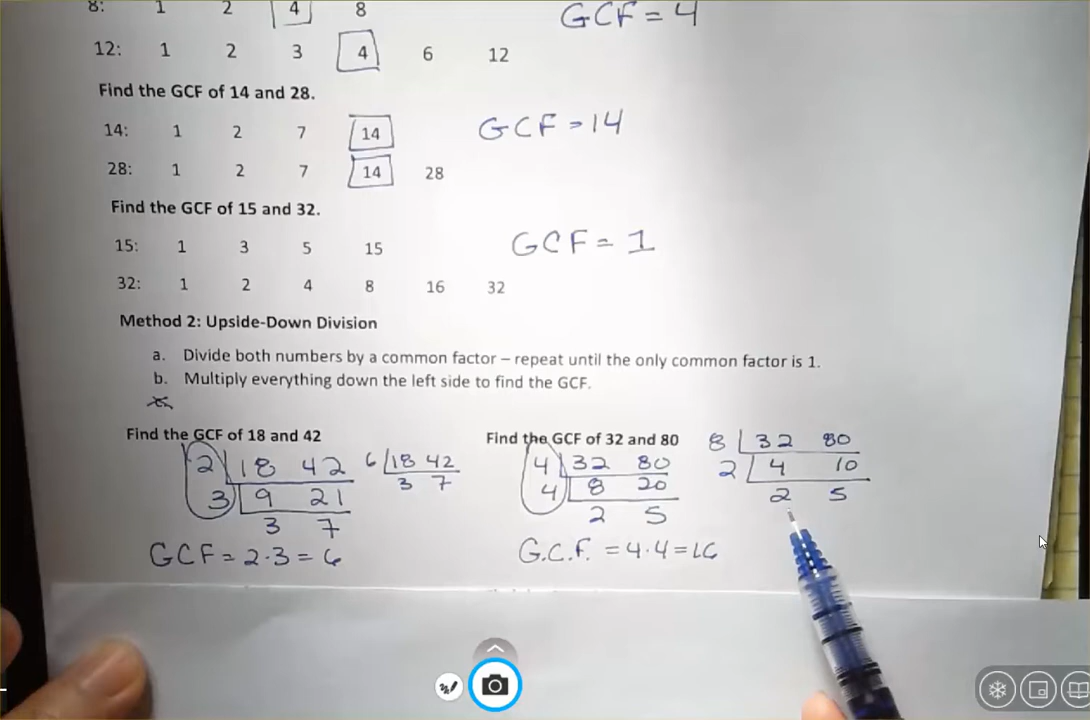 8: 1 2 4 8 GCF = 4
12: 1 2 3 4 6 12
Find the GCF of 14 and 28.
14: 1 2 7 14 GCF = 14
28: 1 2 7 14 28
Find the GCF of 15 and 32.
15: 1 3 5 15 GCF = 1
32: 1 2 4 8 16 32
Method 2: Upside-Down Division
a. Divide both numbers by a common factor – repeat until the only common factor is 1.
b. Multiply everything down the left side to find the GCF.
Find the GCF of 18 and 42
2 18 42 6 18 42
3 9 21 3 7
3 7
GCF = 2·3 = 6
Find the GCF of 32 and 80
4 32 80 8 32 80
4 8 20 2 4 10
2 5 2 5
G.C.F. = 4·4 = 16